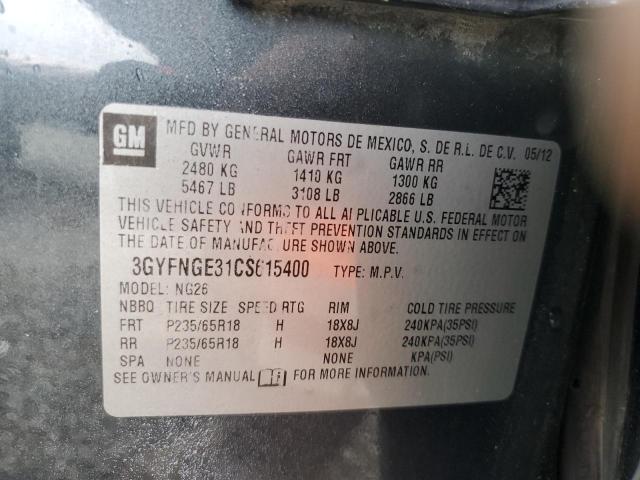 GM MFD BY GENERAL MOTORS DE MEXICO, S. DE R.L. DE C.V. 05/12
GVWR GAWR FRT GAWR RR
2480 KG 1410 KG 1300 KG
5467 LB 3108 LB 2866 LB
THIS VEHICLE CONFORMS TO ALL APLICABLE U.S. FEDERAL MOTOR
VEHICLE SAFETY AND THEFT PREVENTION STANDARDS IN EFFECT ON THE
DATE OF MANUFACTURE SHOWN ABOVE.
3GYFNGE31CS615400 TYPE: M.P.V.
MODEL: NG26
NBBQ TIRE SIZE SPEED RTG RIM COLD TIRE PRESSURE
FRT P235/65R18 H 18X8J 240KPA(35PSI)
RR P235/65R18 H 18X8J 240KPA(35PSI)
SPA NONE NONE KPA(PSI)
SEE OWNER'S MANUAL FOR MORE INFORMATION.